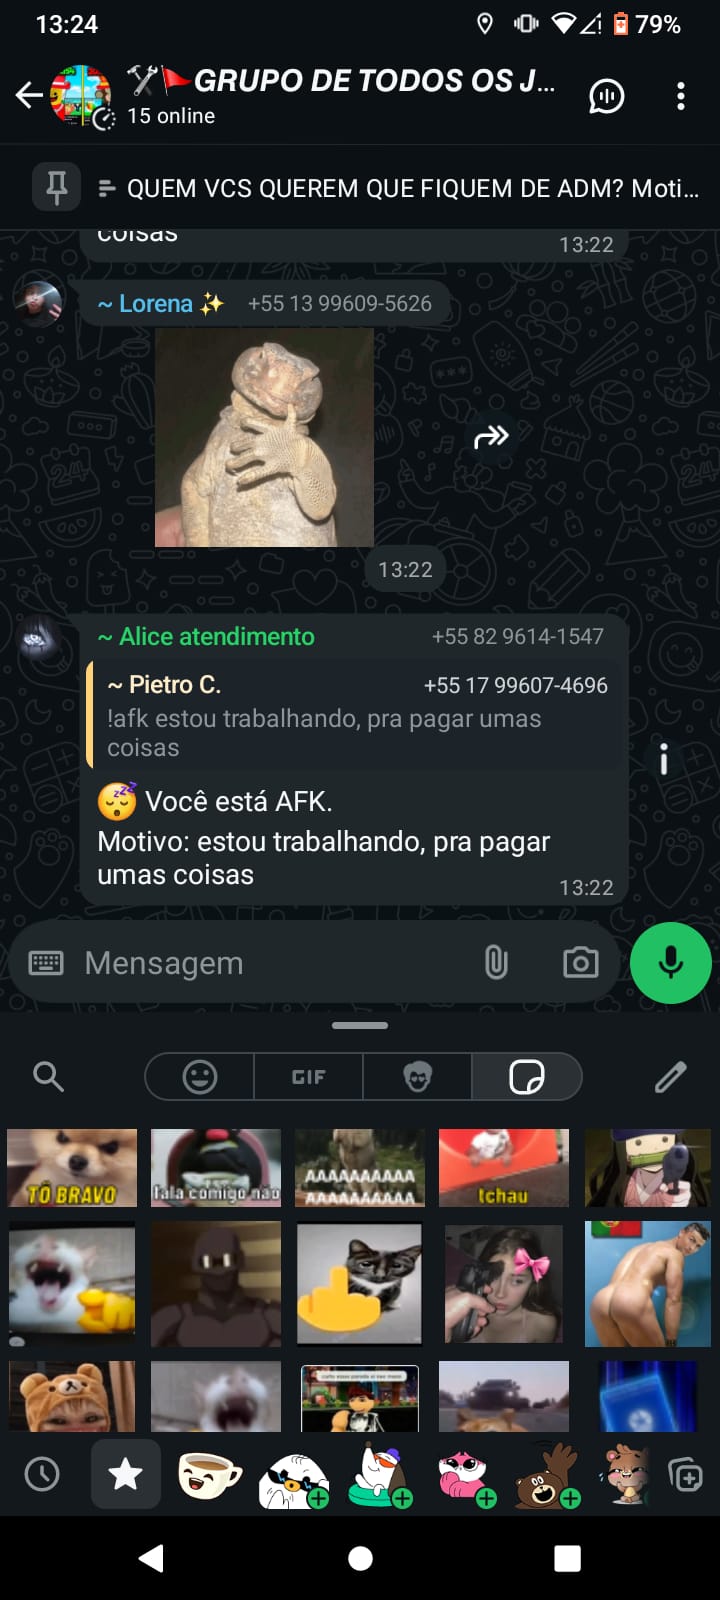 13:24
79%
GRUPO DE TODOS OS J...
15 online
QUEM VCS QUEREM QUE FIQUEM DE ADM? Moti...
coisas
13:22
~ Lorena ✨ +55 13 99609-5626
13:22
~ Alice atendimento +55 82 9614-1547
~ Pietro C. +55 17 99607-4696
!afk estou trabalhando, pra pagar umas
coisas
😴 Você está AFK.
Motivo: estou trabalhando, pra pagar
umas coisas
13:22
Mensagem
GIF
TÔ BRAVO
fala comigo não
AAAAAAAAAA
AAAAAAAAAA
tchau